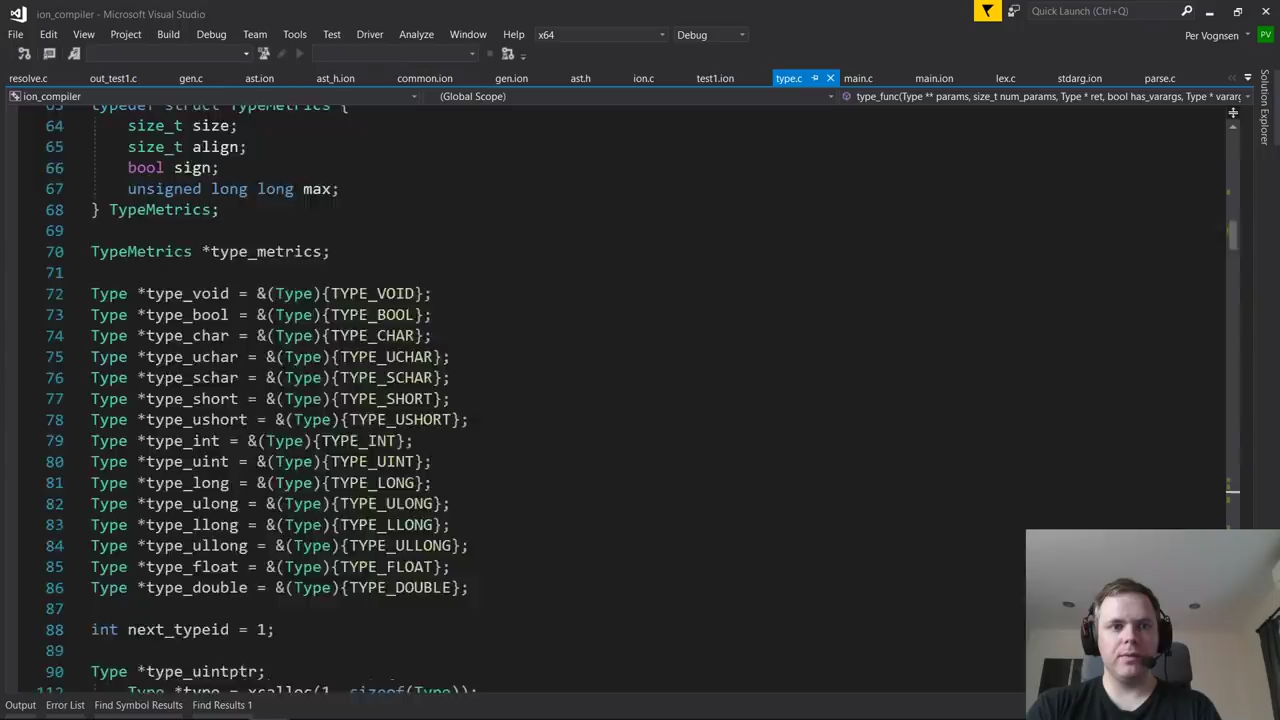 ion_compiler - Microsoft Visual Studio
Quick Launch (Ctrl+Q)
File Edit View Project Build Debug Team Tools Test Driver Analyze Window Help x64 Debug
Per Vognsen PV
resolve.c out_test1.c gen.c ast.ion ast_h.ion common.ion gen.ion ast.h ion.c test1.ion type.c main.c main.ion lex.c stdarg.ion parse.c
ion_compiler (Global Scope) type_func(Type ** params, size_t num_params, Type * ret, bool has_varargs, Type * vararg
Solution Explorer
63 typedef struct TypeMetrics {
64 size_t size;
65 size_t align;
66 bool sign;
67 unsigned long long max;
68 } TypeMetrics;
69
70 TypeMetrics *type_metrics;
71
72 Type *type_void = &(Type){TYPE_VOID};
73 Type *type_bool = &(Type){TYPE_BOOL};
74 Type *type_char = &(Type){TYPE_CHAR};
75 Type *type_uchar = &(Type){TYPE_UCHAR};
76 Type *type_schar = &(Type){TYPE_SCHAR};
77 Type *type_short = &(Type){TYPE_SHORT};
78 Type *type_ushort = &(Type){TYPE_USHORT};
79 Type *type_int = &(Type){TYPE_INT};
80 Type *type_uint = &(Type){TYPE_UINT};
81 Type *type_long = &(Type){TYPE_LONG};
82 Type *type_ulong = &(Type){TYPE_ULONG};
83 Type *type_llong = &(Type){TYPE_LLONG};
84 Type *type_ullong = &(Type){TYPE_ULLONG};
85 Type *type_float = &(Type){TYPE_FLOAT};
86 Type *type_double = &(Type){TYPE_DOUBLE};
87
88 int next_typeid = 1;
89
90 Type *type_uintptr;
112 Type *type = xcalloc(1, sizeof(Type));
Output Error List Find Symbol Results Find Results 1